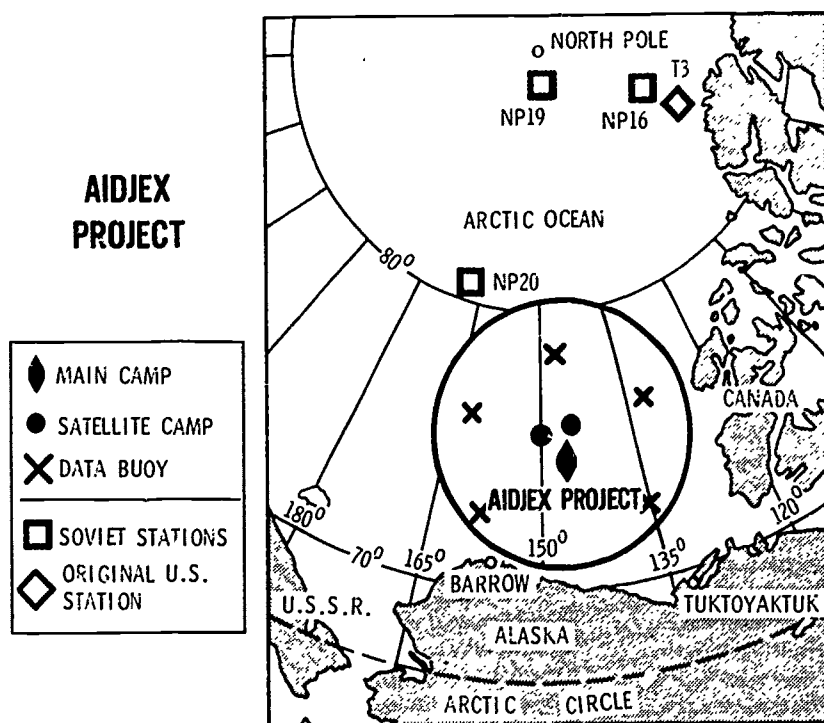 AIDJEX
PROJECT
MAIN CAMP
SATELLITE CAMP
DATA BUOY
SOVIET STATIONS
ORIGINAL U.S.
STATION
NORTH POLE
T3
NP19
NP16
ARCTIC OCEAN
80°
NP20
CANADA
AIDJEX PROJECT
180°
70°
165°
150°
135°
120°
BARROW
TUKTOYAKTUK
U.S.S.R.
ALASKA
ARCTIC CIRCLE